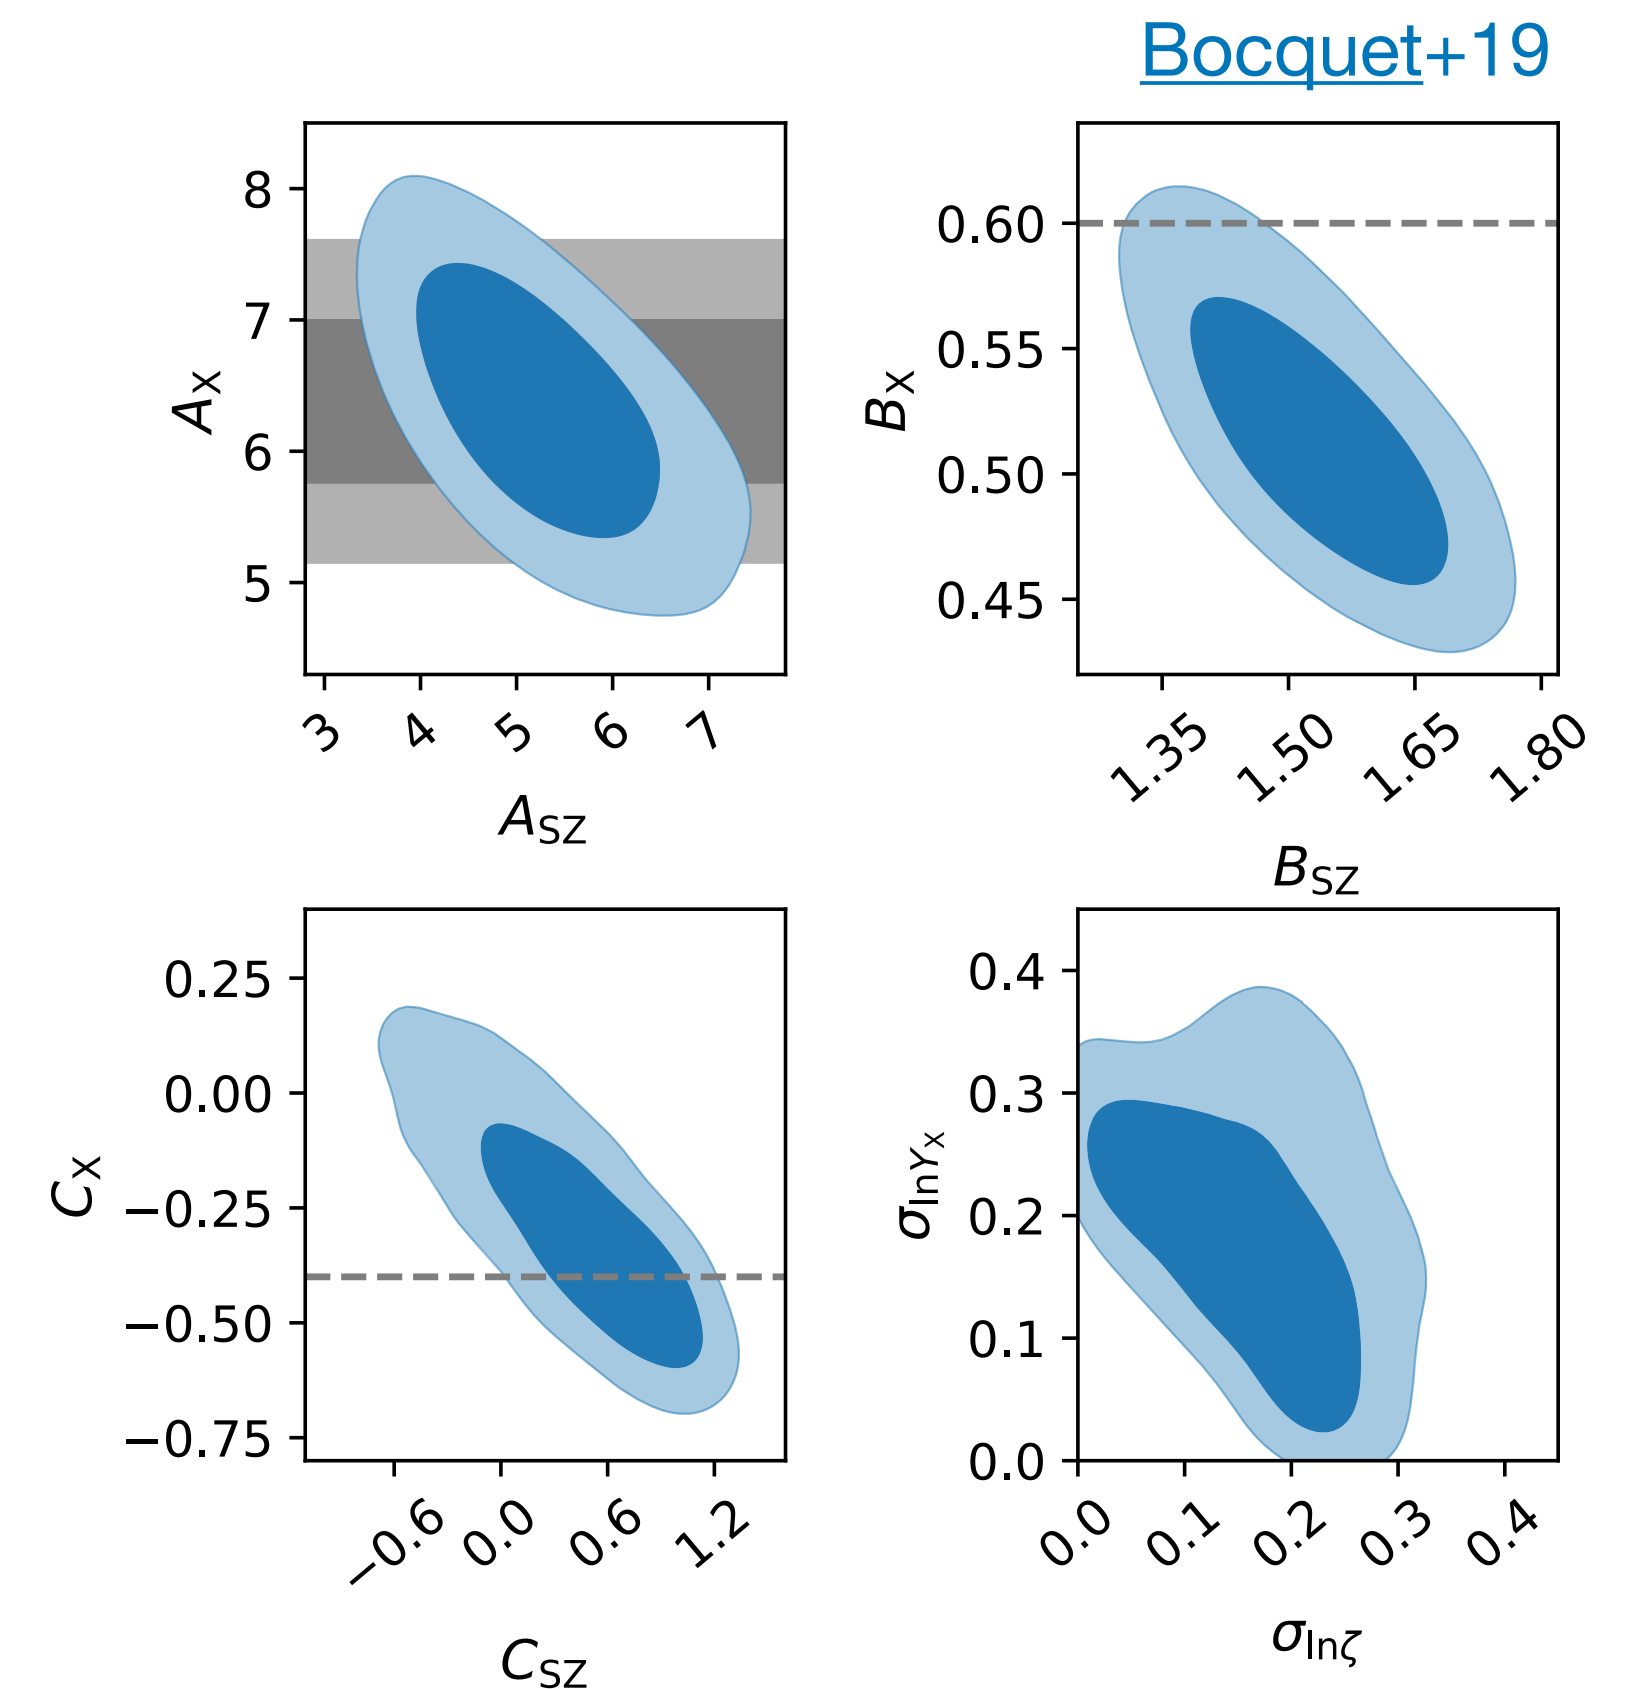 Bocquet+19
8
7
6
5
A_X
3 4 5 6 7
A_SZ
0.60
0.55
0.50
0.45
B_X
1.35 1.50 1.65 1.80
B_SZ
0.25
0.00
−0.25
−0.50
−0.75
C_X
−0.6 0.0 0.6 1.2
C_SZ
0.4
0.3
0.2
0.1
0.0
σ_lnY_X
0.0 0.1 0.2 0.3 0.4
σ_lnζ